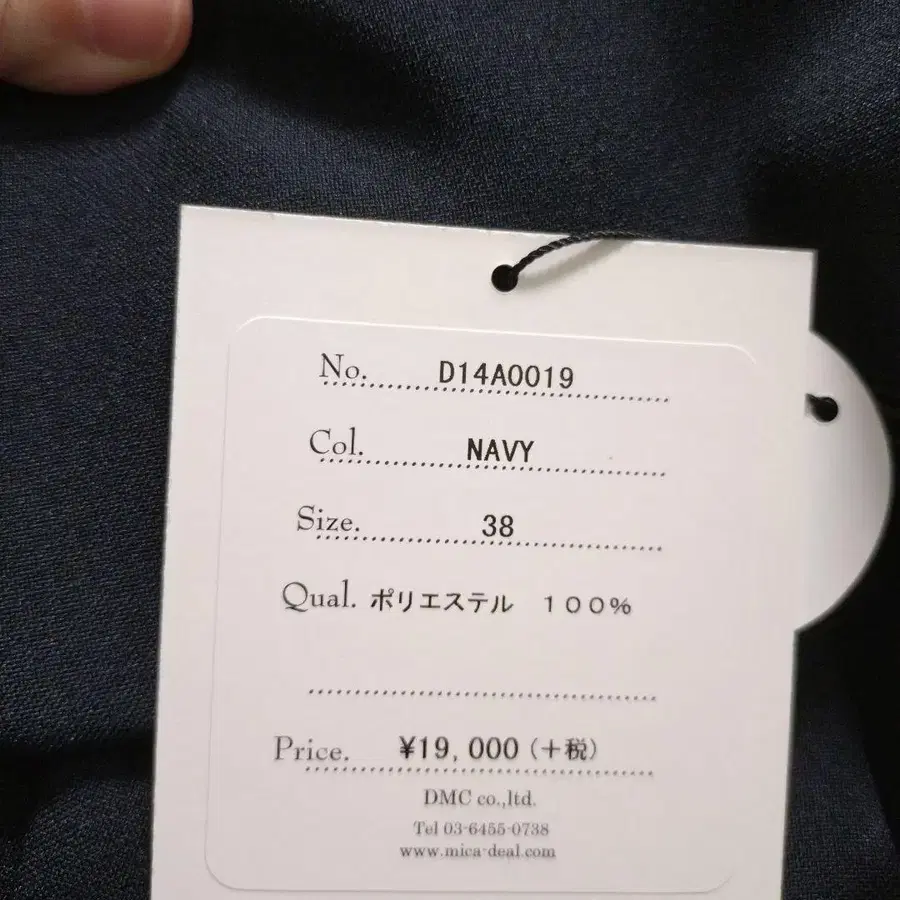 No. D14A0019
Col. NAVY
Size. 38
Qual. ポリエステル　１００％
Price. ¥19,000(+税)
DMC co.,ltd.
Tel 03-6455-0738
www.mica-deal.com